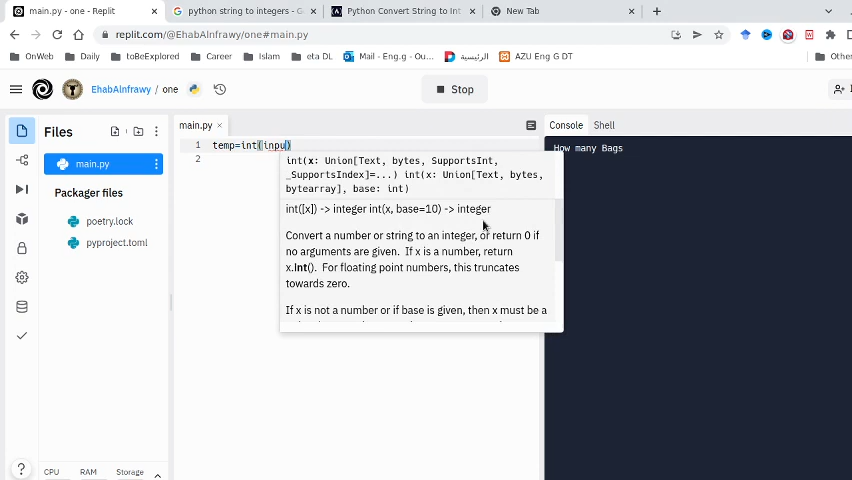 main.py - one - Replit
python string to integers - G
Python Convert String to Int
New Tab
replit.com/@EhabAlnfrawy/one#main.py
OnWeb
Daily
toBeExplored
Career
Islam
eta DL
Mail - Eng.g - Ou...
الرئيسية
AZU Eng G DT
Other
EhabAlnfrawy / one
Stop
I
Files
main.py
Packager files
poetry.lock
pyproject.toml
CPU RAM Storage
main.py
1 temp=int(inpu)
2
int(x: Union[Text, bytes, SupportsInt,
_SupportsIndex]=...) int(x: Union[Text, bytes,
bytearray], base: int)
int([x]) -> integer int(x, base=10) -> integer
Convert a number or string to an integer, or return 0 if
no arguments are given. If x is a number, return
x.int(). For floating point numbers, this truncates
towards zero.
If x is not a number or if base is given, then x must be a
Console Shell
How many Bags